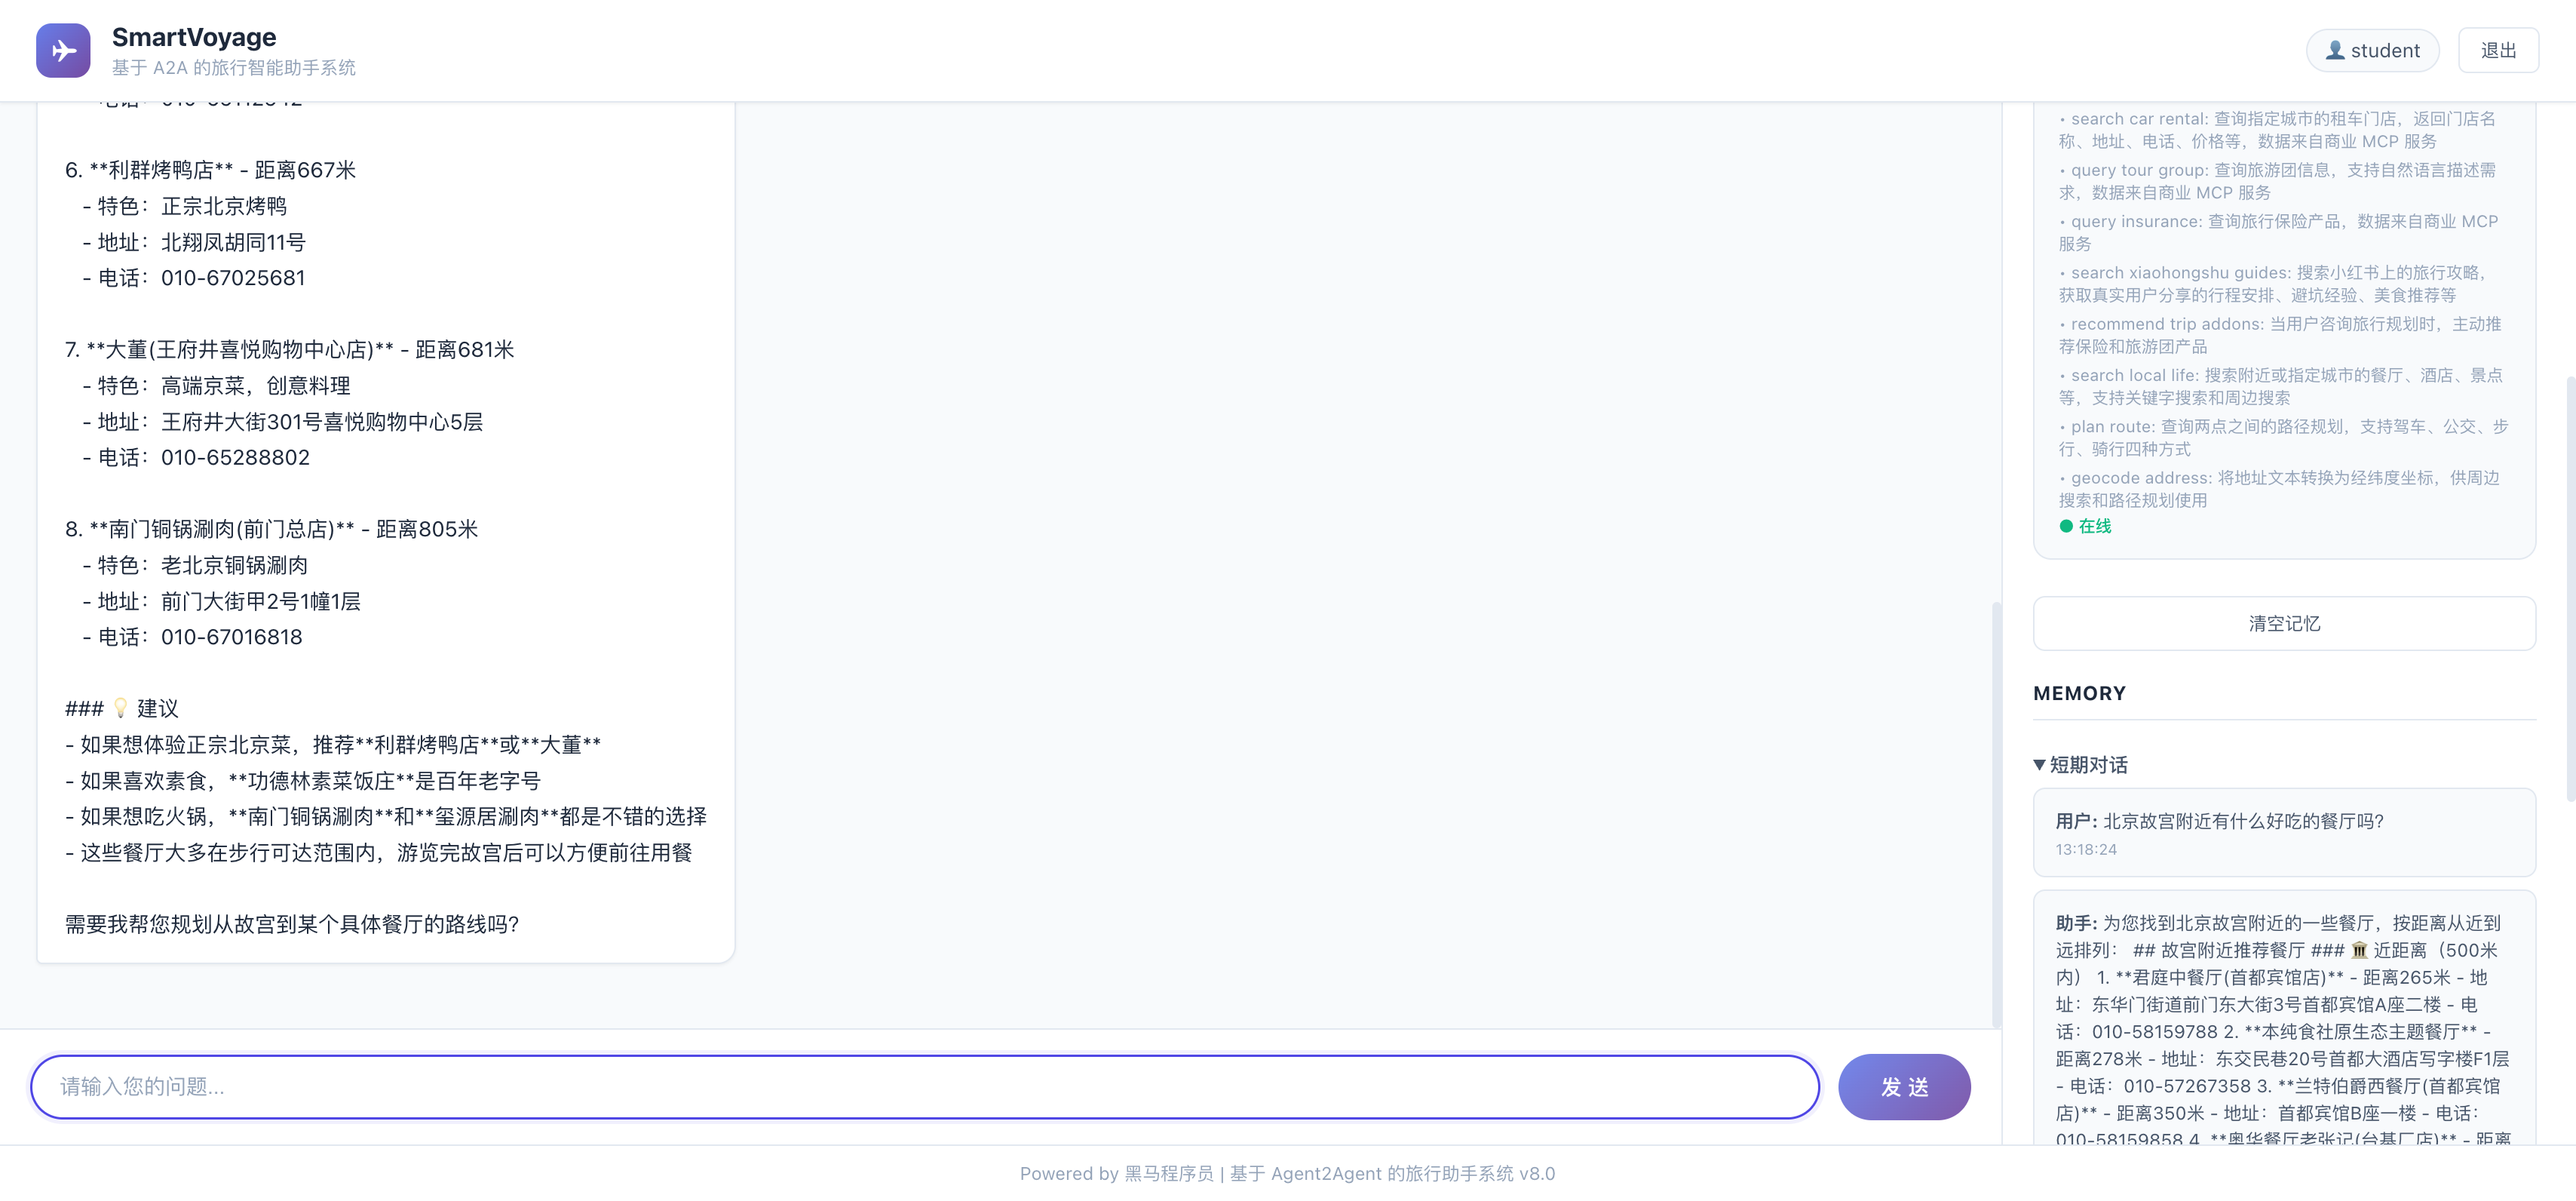 SmartVoyage
基于 A2A 的旅行智能助手系统
student
退出
6. **利群烤鸭店** - 距离667米
- 特色：正宗北京烤鸭
- 地址：北翔凤胡同11号
- 电话：010-67025681
7. **大董(王府井喜悦购物中心店)** - 距离681米
- 特色：高端京菜，创意料理
- 地址：王府井大街301号喜悦购物中心5层
- 电话：010-65288802
8. **南门铜锅涮肉(前门总店)** - 距离805米
- 特色：老北京铜锅涮肉
- 地址：前门大街甲2号1幢1层
- 电话：010-67016818
### 💡 建议
- 如果想体验正宗北京菜，推荐**利群烤鸭店**或**大董**
- 如果喜欢素食，**功德林素菜饭庄**是百年老字号
- 如果想吃火锅，**南门铜锅涮肉**和**玺源居涮肉**都是不错的选择
- 这些餐厅大多在步行可达范围内，游览完故宫后可以方便前往用餐
需要我帮您规划从故宫到某个具体餐厅的路线吗？
请输入您的问题...
发 送
• search car rental: 查询指定城市的租车门店，返回门店名
称、地址、电话、价格等，数据来自商业 MCP 服务
• query tour group: 查询旅游团信息，支持自然语言描述需
求，数据来自商业 MCP 服务
• query insurance: 查询旅行保险产品，数据来自商业 MCP
服务
• search xiaohongshu guides: 搜索小红书上的旅行攻略，
获取真实用户分享的行程安排、避坑经验、美食推荐等
• recommend trip addons: 当用户咨询旅行规划时，主动推
荐保险和旅游团产品
• search local life: 搜索附近或指定城市的餐厅、酒店、景点
等，支持关键字搜索和周边搜索
• plan route: 查询两点之间的路径规划，支持驾车、公交、步
行、骑行四种方式
• geocode address: 将地址文本转换为经纬度坐标，供周边
搜索和路径规划使用
在线
清空记忆
MEMORY
▼ 短期对话
用户: 北京故宫附近有什么好吃的餐厅吗?
13:18:24
助手: 为您找到北京故宫附近的一些餐厅，按距离从近到
远排列： ## 故宫附近推荐餐厅 ### 🏛️ 近距离（500米
内） 1. **君庭中餐厅(首都宾馆店)** - 距离265米 - 地
址：东华门街道前门东大街3号首都宾馆A座二楼 - 电
话：010-58159788 2. **本纯食社原生态主题餐厅** -
距离278米 - 地址：东交民巷20号首都大酒店写字楼F1层
- 电话：010-57267358 3. **兰特伯爵西餐厅(首都宾馆
店)** - 距离350米 - 地址：首都宾馆B座一楼 - 电话：
010-58159858 4. **粤华餐厅老张记(台基厂店)** - 距离
Powered by 黑马程序员 | 基于 Agent2Agent 的旅行助手系统 v8.0